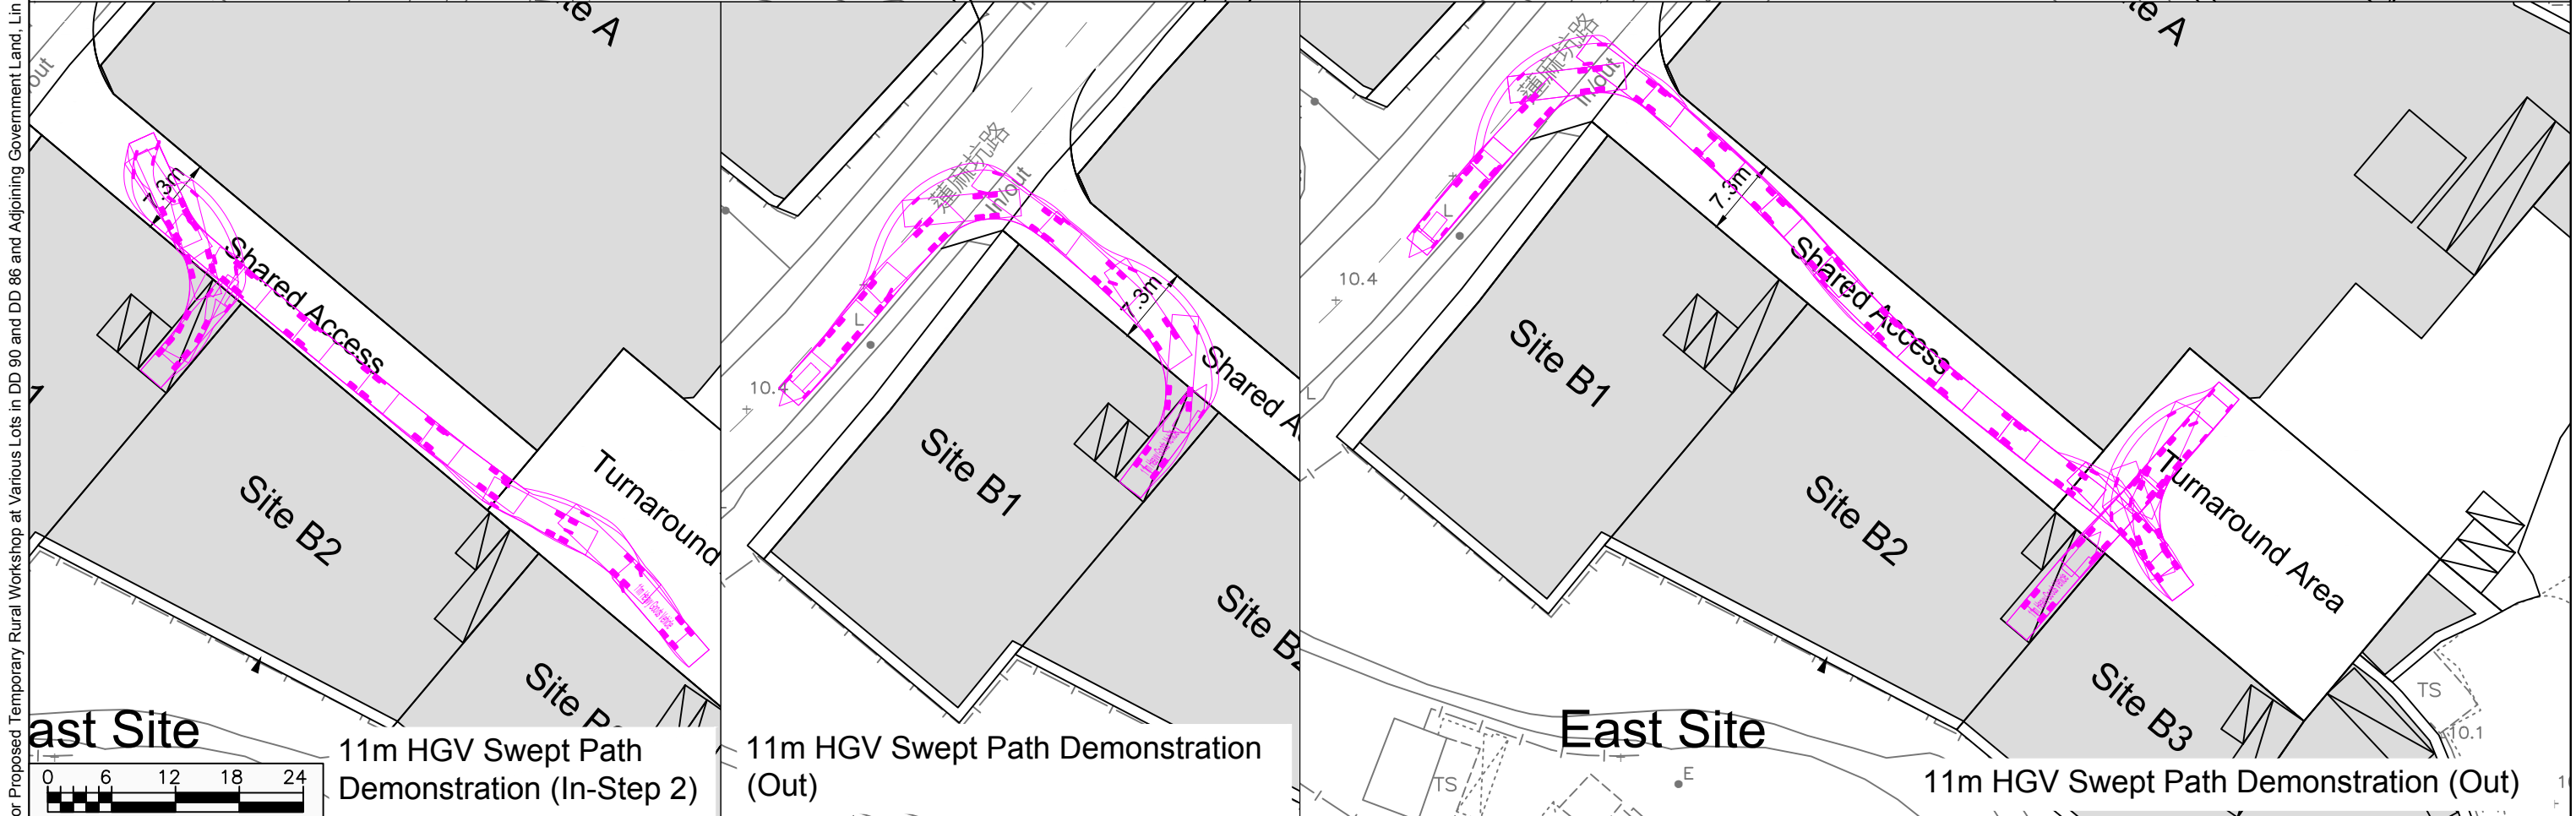 or Proposed Temporary Rural Workshop at Various Lots in DD 90 and DD 86 and Adjoining Government Land, Lin
te A
out
7.3m
Shared Access
Turnaround
Site B2
ast Site
0 6 12 18 24
11m HGV Swept Path
Demonstration (In-Step 2)
蓮麻坑路
In/out
7.3m
Shared A
L
10.4
Site B1
Site B2
11m HGV Swept Path Demonstration
(Out)
te A
蓮麻坑路
In/out
7.3m
L
10.4
Shared Access
L
Site B1
Site B2
Turnaround Area
Site B3
East Site
TS
10.1
TS
E
11m HGV Swept Path Demonstration (Out)